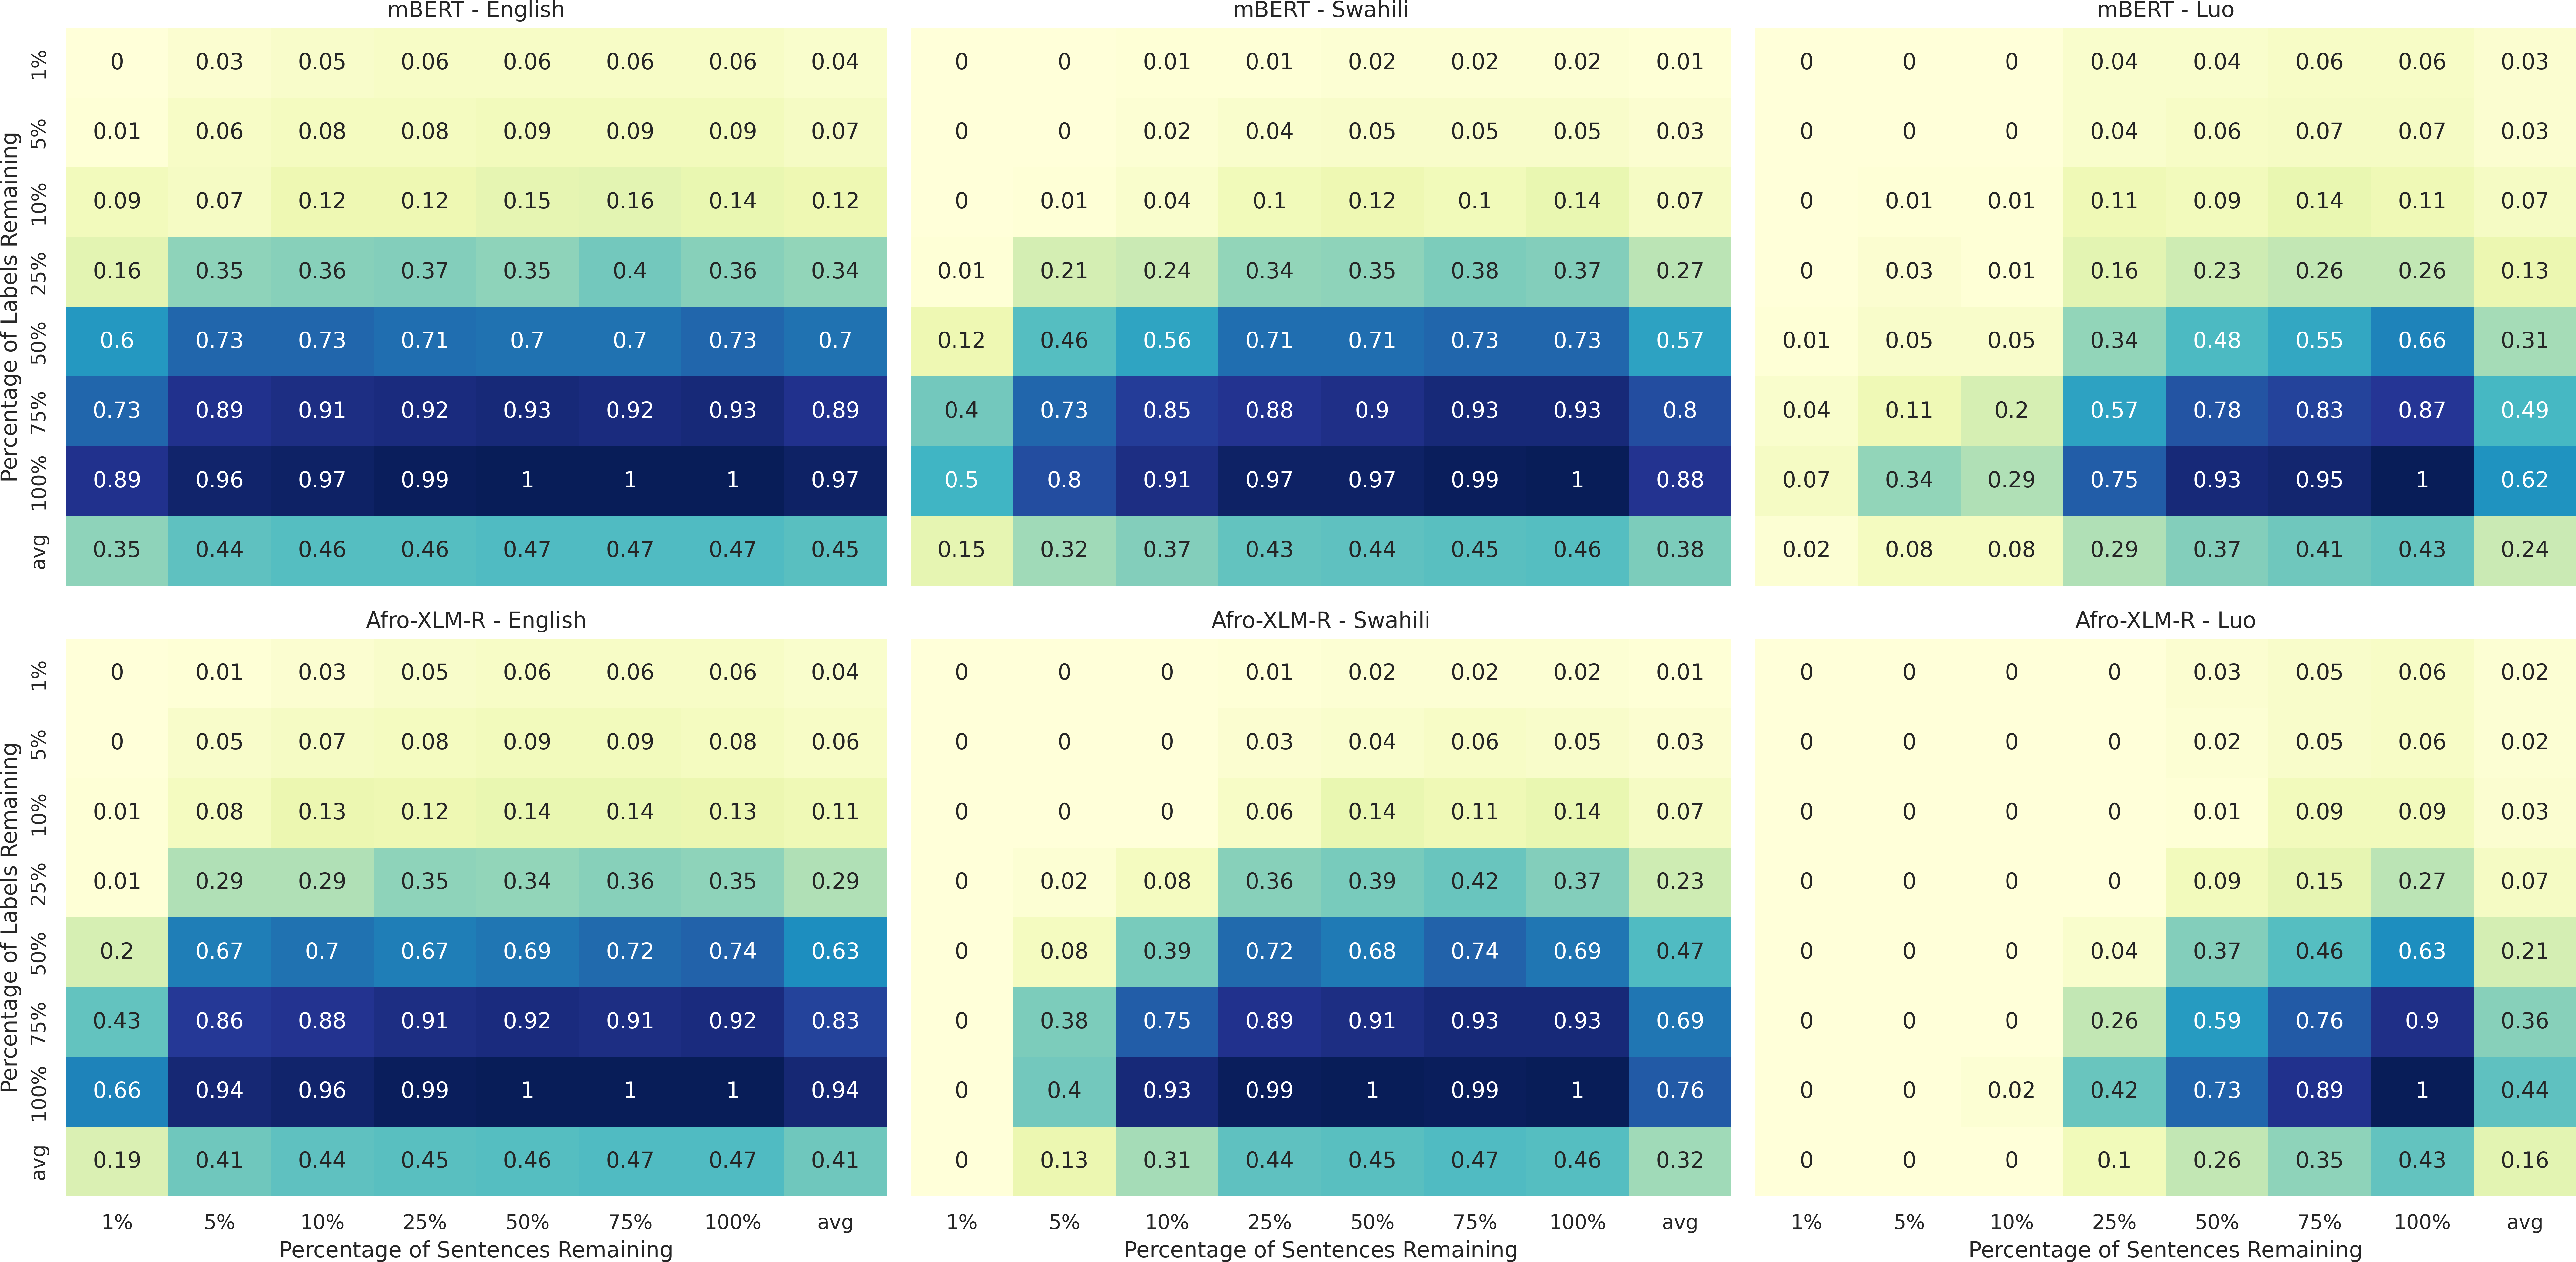 mBERT - English
Percentage of Labels Remaining
1% 0 0.03 0.05 0.06 0.06 0.06 0.06 0.04
5% 0.01 0.06 0.08 0.08 0.09 0.09 0.09 0.07
10% 0.09 0.07 0.12 0.12 0.15 0.16 0.14 0.12
25% 0.16 0.35 0.36 0.37 0.35 0.4 0.36 0.34
50% 0.6 0.73 0.73 0.71 0.7 0.7 0.73 0.7
75% 0.73 0.89 0.91 0.92 0.93 0.92 0.93 0.89
100% 0.89 0.96 0.97 0.99 1 1 1 0.97
avg 0.35 0.44 0.46 0.46 0.47 0.47 0.47 0.45
mBERT - Swahili
0 0 0.01 0.01 0.02 0.02 0.02 0.01
0 0 0.02 0.04 0.05 0.05 0.05 0.03
0 0.01 0.04 0.1 0.12 0.1 0.14 0.07
0.01 0.21 0.24 0.34 0.35 0.38 0.37 0.27
0.12 0.46 0.56 0.71 0.71 0.73 0.73 0.57
0.4 0.73 0.85 0.88 0.9 0.93 0.93 0.8
0.5 0.8 0.91 0.97 0.97 0.99 1 0.88
0.15 0.32 0.37 0.43 0.44 0.45 0.46 0.38
mBERT - Luo
0 0 0 0.04 0.04 0.06 0.06 0.03
0 0 0 0.04 0.06 0.07 0.07 0.03
0 0.01 0.01 0.11 0.09 0.14 0.11 0.07
0 0.03 0.01 0.16 0.23 0.26 0.26 0.13
0.01 0.05 0.05 0.34 0.48 0.55 0.66 0.31
0.04 0.11 0.2 0.57 0.78 0.83 0.87 0.49
0.07 0.34 0.29 0.75 0.93 0.95 1 0.62
0.02 0.08 0.08 0.29 0.37 0.41 0.43 0.24
Afro-XLM-R - English
Percentage of Labels Remaining
1% 0 0.01 0.03 0.05 0.06 0.06 0.06 0.04
5% 0 0.05 0.07 0.08 0.09 0.09 0.08 0.06
10% 0.01 0.08 0.13 0.12 0.14 0.14 0.13 0.11
25% 0.01 0.29 0.29 0.35 0.34 0.36 0.35 0.29
50% 0.2 0.67 0.7 0.67 0.69 0.72 0.74 0.63
75% 0.43 0.86 0.88 0.91 0.92 0.91 0.92 0.83
100% 0.66 0.94 0.96 0.99 1 1 1 0.94
avg 0.19 0.41 0.44 0.45 0.46 0.47 0.47 0.41
1% 5% 10% 25% 50% 75% 100% avg
Percentage of Sentences Remaining
Afro-XLM-R - Swahili
0 0 0 0.01 0.02 0.02 0.02 0.01
0 0 0 0.03 0.04 0.06 0.05 0.03
0 0 0 0.06 0.14 0.11 0.14 0.07
0 0.02 0.08 0.36 0.39 0.42 0.37 0.23
0 0.08 0.39 0.72 0.68 0.74 0.69 0.47
0 0.38 0.75 0.89 0.91 0.93 0.93 0.69
0 0.4 0.93 0.99 1 0.99 1 0.76
0 0.13 0.31 0.44 0.45 0.47 0.46 0.32
1% 5% 10% 25% 50% 75% 100% avg
Percentage of Sentences Remaining
Afro-XLM-R - Luo
0 0 0 0 0.03 0.05 0.06 0.02
0 0 0 0 0.02 0.05 0.06 0.02
0 0 0 0 0.01 0.09 0.09 0.03
0 0 0 0 0.09 0.15 0.27 0.07
0 0 0 0.04 0.37 0.46 0.63 0.21
0 0 0 0.26 0.59 0.76 0.9 0.36
0 0 0.02 0.42 0.73 0.89 1 0.44
0 0 0 0.1 0.26 0.35 0.43 0.16
1% 5% 10% 25% 50% 75% 100% avg
Percentage of Sentences Remaining